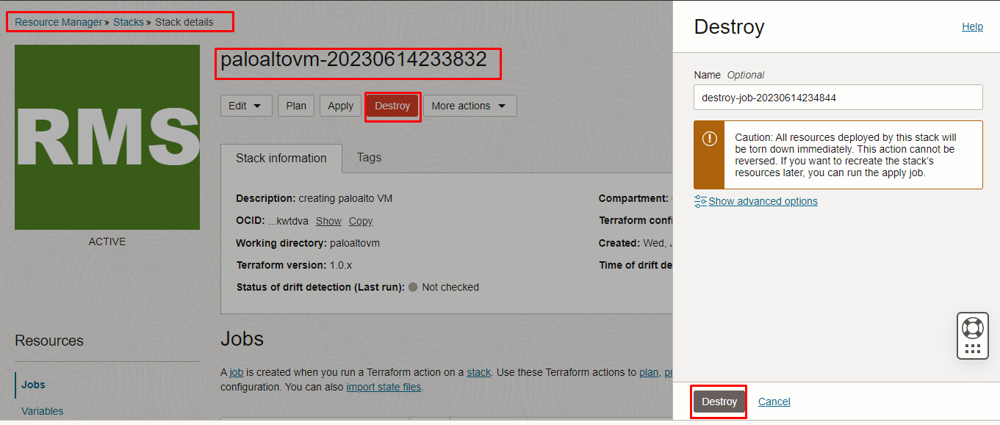 Resource Manager » Stacks » Stack details
RMS
ACTIVE
paloaltovm-20230614233832
Edit
Plan
Apply
Destroy
More actions
Stack information
Tags
Description: creating paloalto VM
OCID: ...kwtdva Show Copy
Working directory: paloaltovm
Terraform version: 1.0.x
Status of drift detection (Last run): Not checked
Compartment:
Terraform confi
Created: Wed,
Time of drift de
Resources
Jobs
Variables
Jobs
A job is created when you run a Terraform action on a stack. Use these Terraform actions to plan, pr
configuration. You can also import state files.
Destroy
Help
Name Optional
destroy-job-20230614234844
Caution: All resources deployed by this stack will
be torn down immediately. This action cannot be
reversed. If you want to recreate the stack's
resources later, you can run the apply job.
Show advanced options
Destroy
Cancel